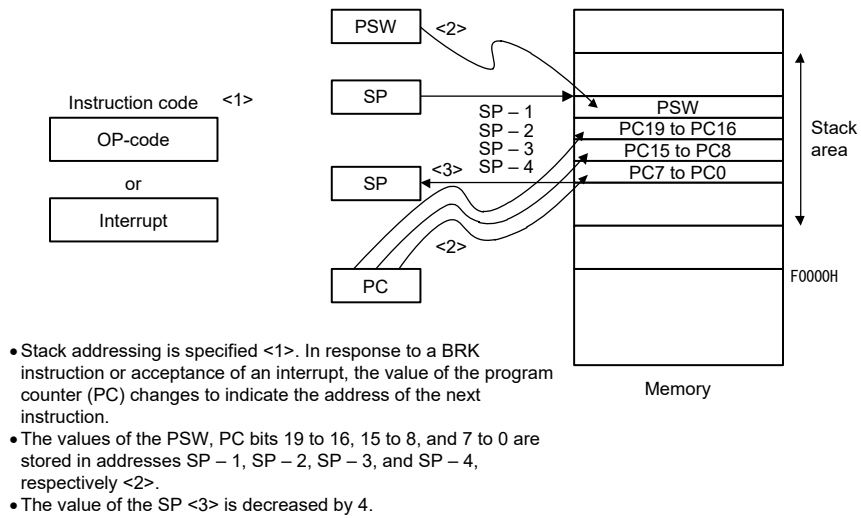 PSW
<2>
SP
Instruction code <1>
OP-code
or
Interrupt
SP – 1
SP – 2
SP – 3
SP – 4
PSW
PC19 to PC16
PC15 to PC8
PC7 to PC0
Stack
area
SP
<3>
<2>
PC
F0000H
Memory
• Stack addressing is specified <1>. In response to a BRK
instruction or acceptance of an interrupt, the value of the program
counter (PC) changes to indicate the address of the next
instruction.
• The values of the PSW, PC bits 19 to 16, 15 to 8, and 7 to 0 are
stored in addresses SP – 1, SP – 2, SP – 3, and SP – 4,
respectively <2>.
• The value of the SP <3> is decreased by 4.